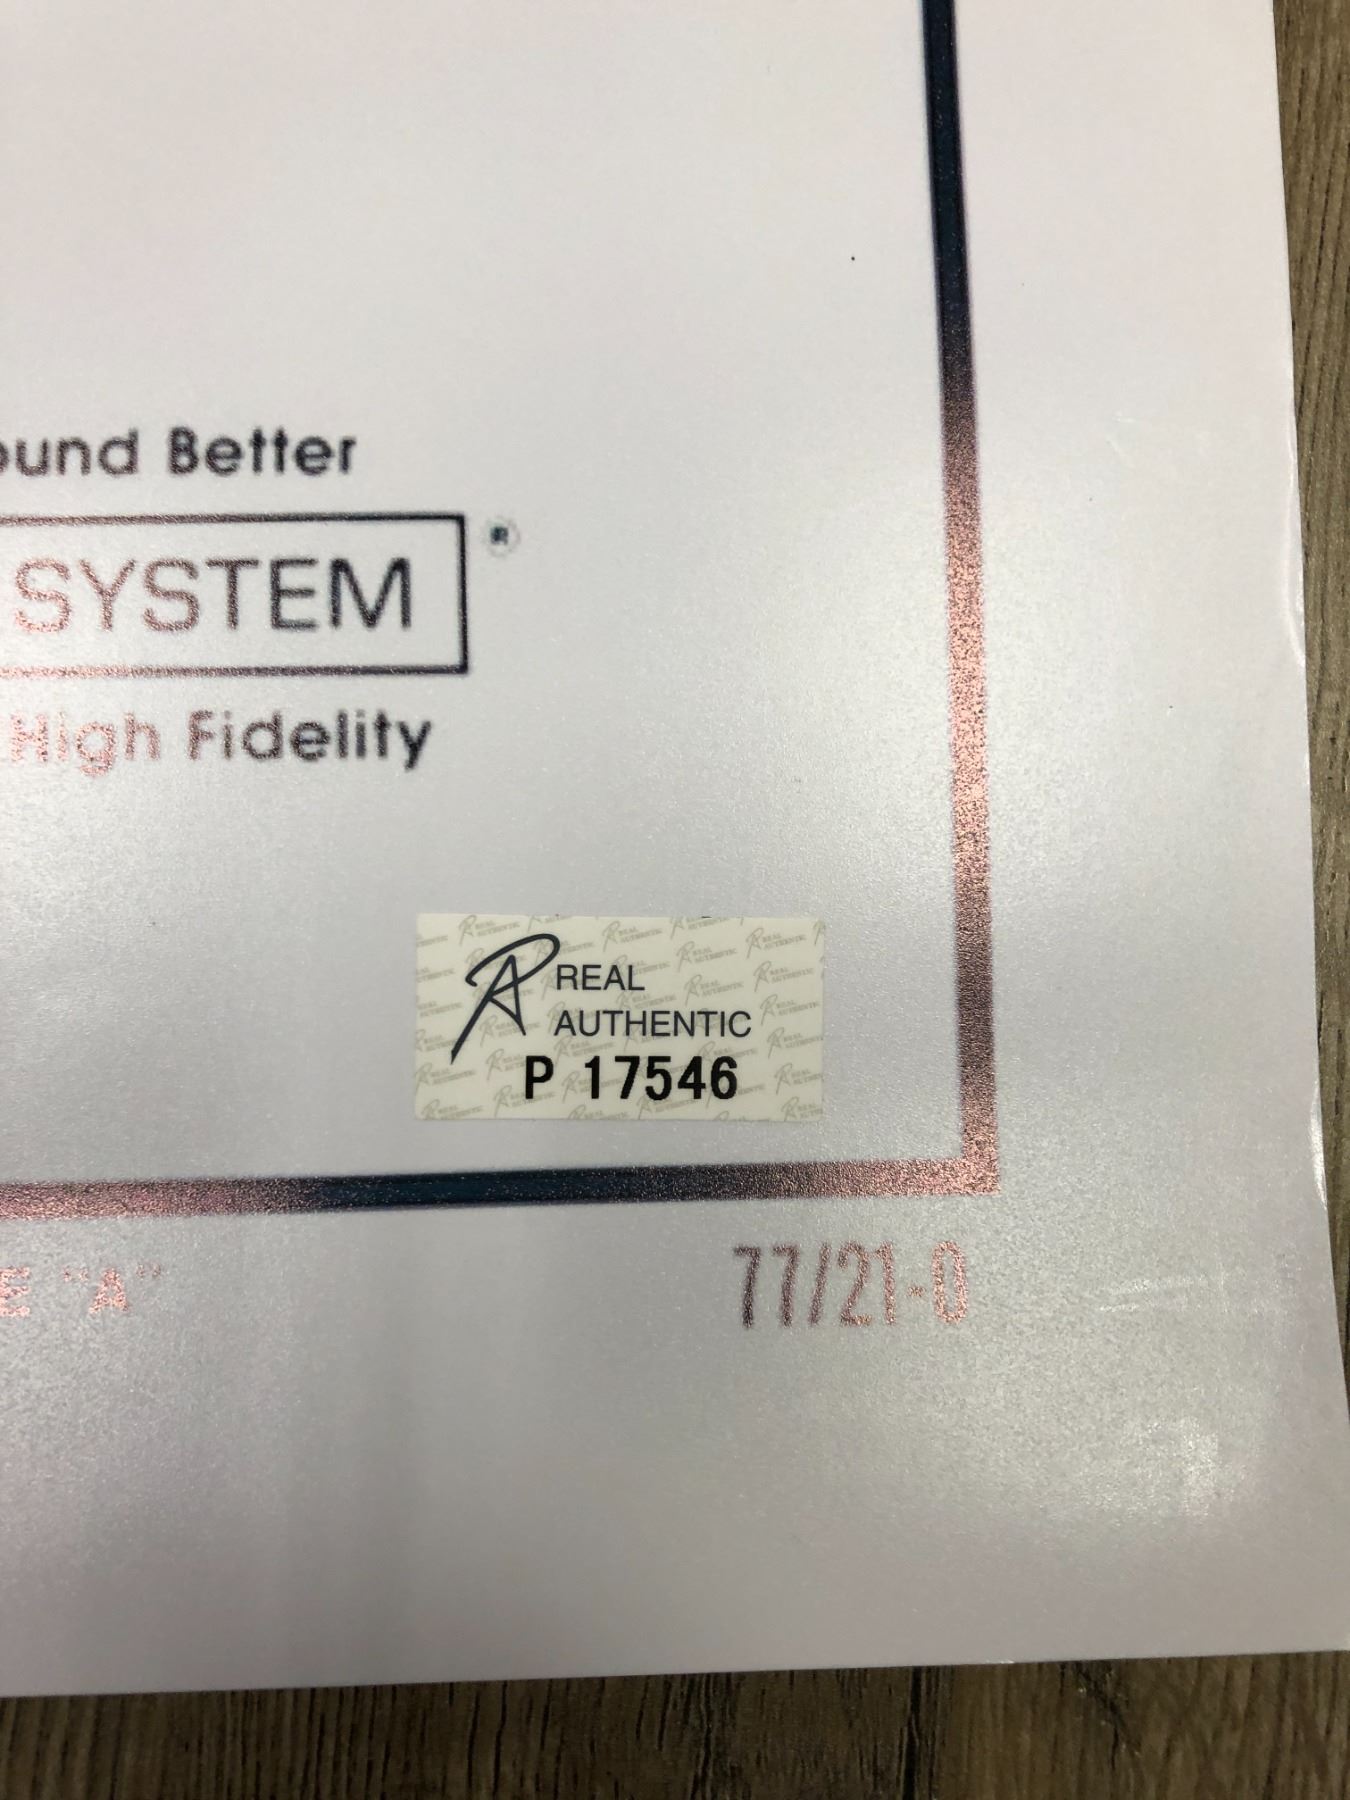 ound Better
SYSTEM ®
High Fidelity
REAL
AUTHENTIC
P 17546
E "A"
77/21-0